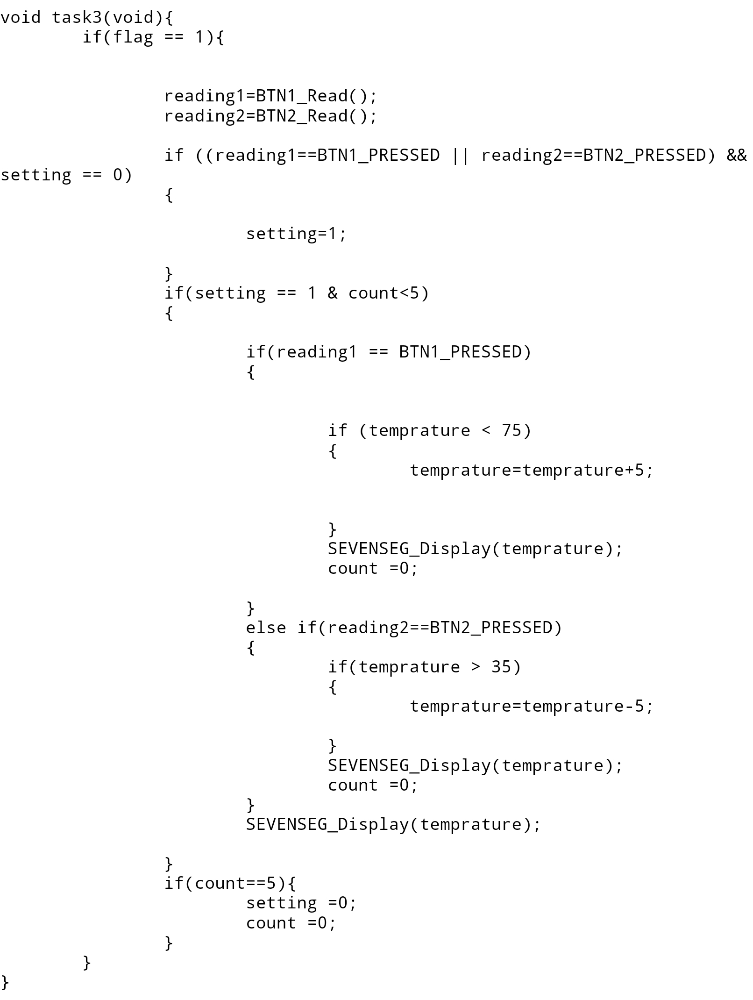 void task3(void){
        if(flag == 1){
                reading1=BTN1_Read();
                reading2=BTN2_Read();
                if ((reading1==BTN1_PRESSED || reading2==BTN2_PRESSED) &&
setting == 0)
                {
                        setting=1;
                }
                if(setting == 1 & count<5)
                {
                        if(reading1 == BTN1_PRESSED)
                        {
                                if (temprature < 75)
                                {
                                        temprature=temprature+5;
                                }
                                SEVENSEG_Display(temprature);
                                count =0;
                        }
                        else if(reading2==BTN2_PRESSED)
                        {
                                if(temprature > 35)
                                {
                                        temprature=temprature-5;
                                }
                                SEVENSEG_Display(temprature);
                                count =0;
                        }
                        SEVENSEG_Display(temprature);
                }
                if(count==5){
                        setting =0;
                        count =0;
                }
        }
}